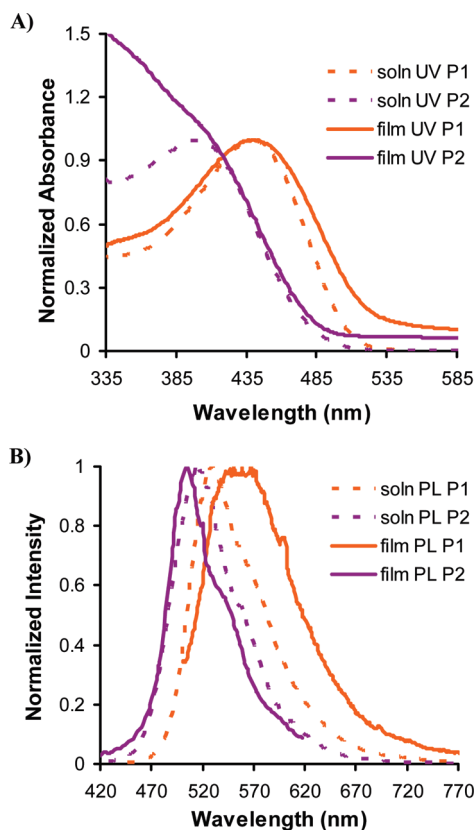 A)
1.5
1.2
0.9
0.6
0.3
0
Normalized Absorbance
soln UV P1
soln UV P2
film UV P1
film UV P2
335 385 435 485 535 585
Wavelength (nm)
B)
1
0.8
0.6
0.4
0.2
0
Normalized Intensity
soln PL P1
soln PL P2
film PL P1
film PL P2
420 470 520 570 620 670 720 770
Wavelength (nm)